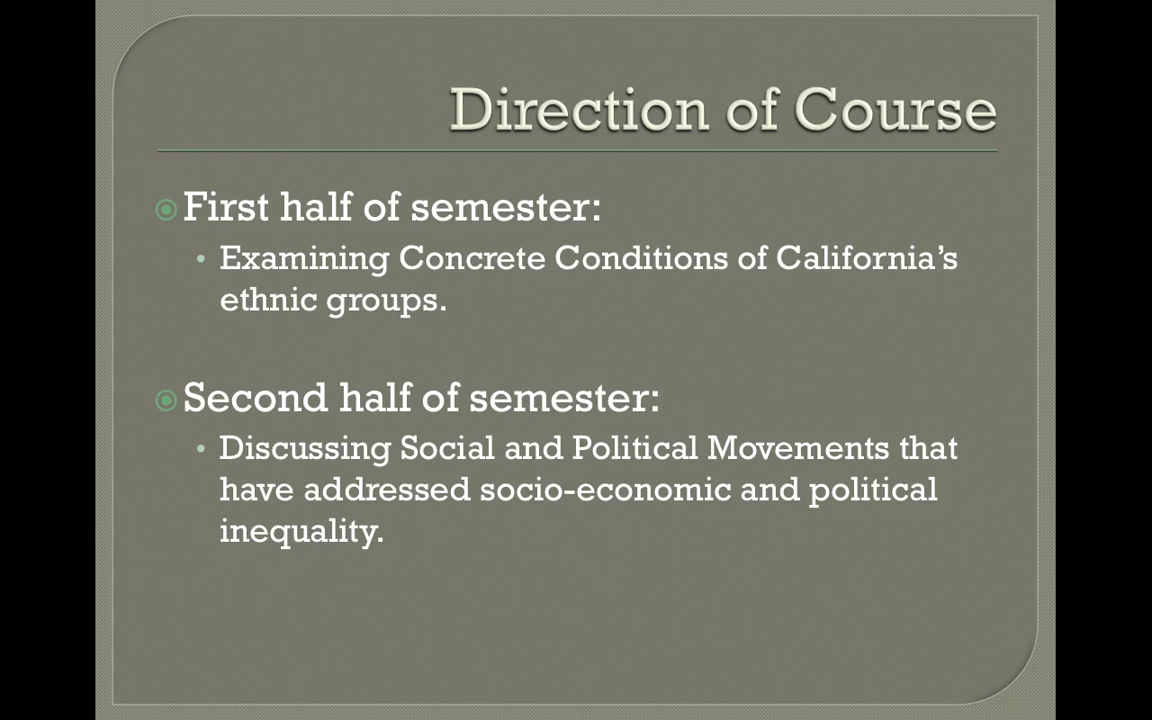 Direction of Course
First half of semester:
• Examining Concrete Conditions of California’s
ethnic groups.
Second half of semester:
• Discussing Social and Political Movements that
have addressed socio-economic and political
inequality.